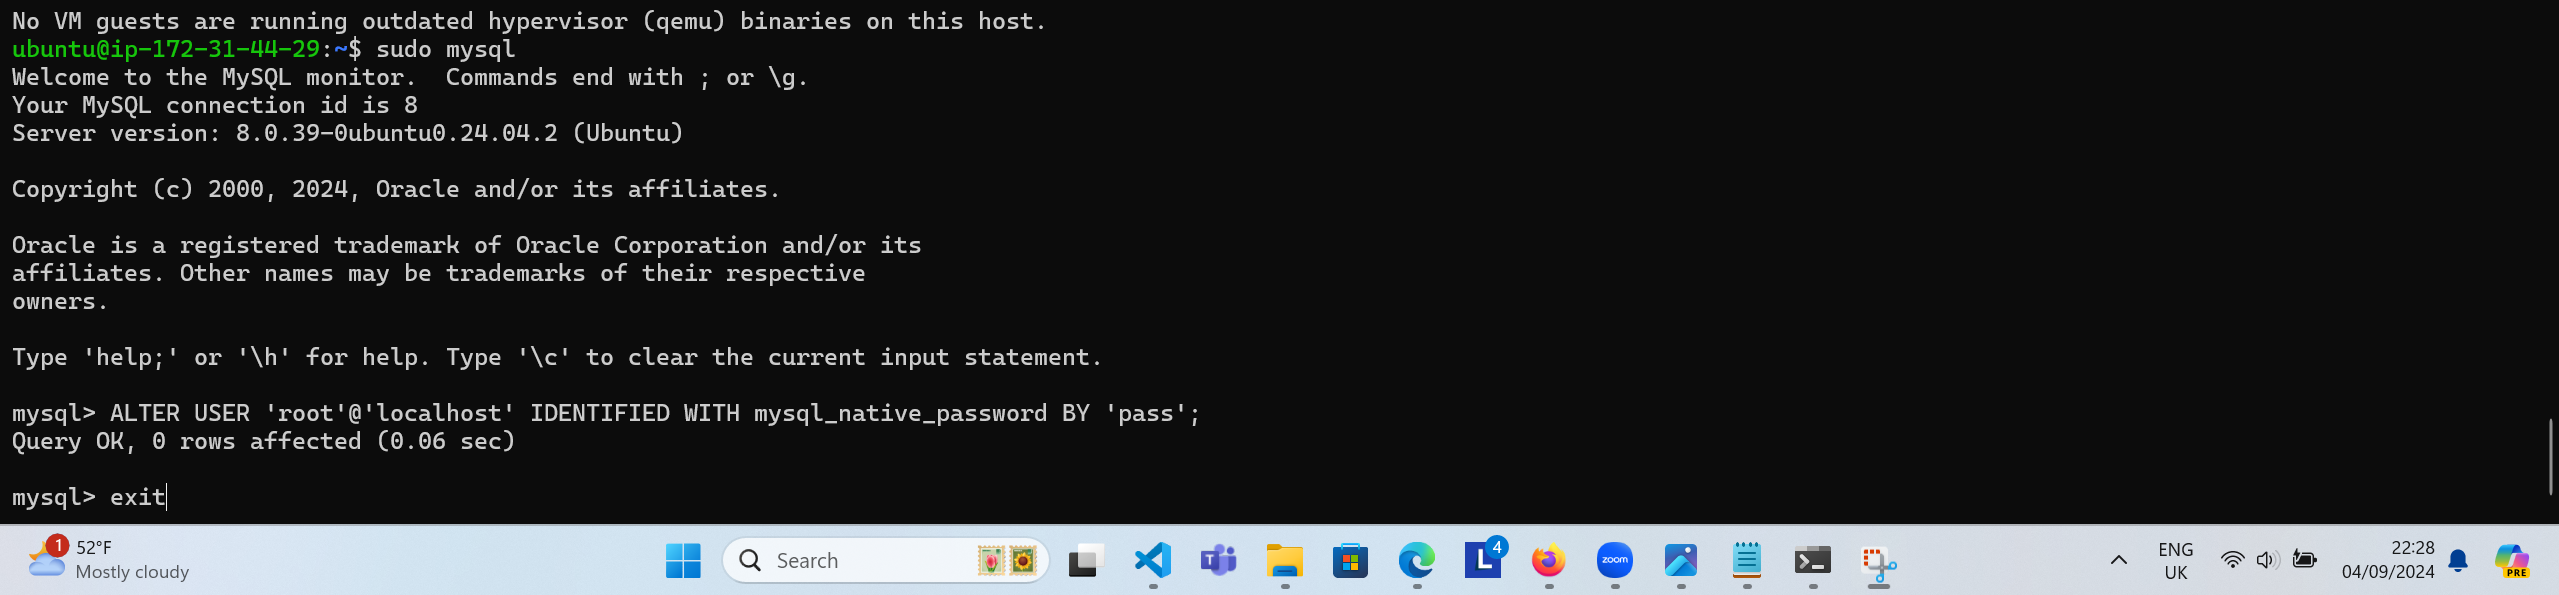 No VM guests are running outdated hypervisor (qemu) binaries on this host.
ubuntu@ip-172-31-44-29:~$ sudo mysql
Welcome to the MySQL monitor.  Commands end with ; or \g.
Your MySQL connection id is 8
Server version: 8.0.39-0ubuntu0.24.04.2 (Ubuntu)
Copyright (c) 2000, 2024, Oracle and/or its affiliates.
Oracle is a registered trademark of Oracle Corporation and/or its
affiliates. Other names may be trademarks of their respective
owners.
Type 'help;' or '\h' for help. Type '\c' to clear the current input statement.
mysql> ALTER USER 'root'@'localhost' IDENTIFIED WITH mysql_native_password BY 'pass';
Query OK, 0 rows affected (0.06 sec)
mysql> exit
1
52°F
Mostly cloudy
Search
T
L
4
zoom
ENG
UK
22:28
04/09/2024
PRE